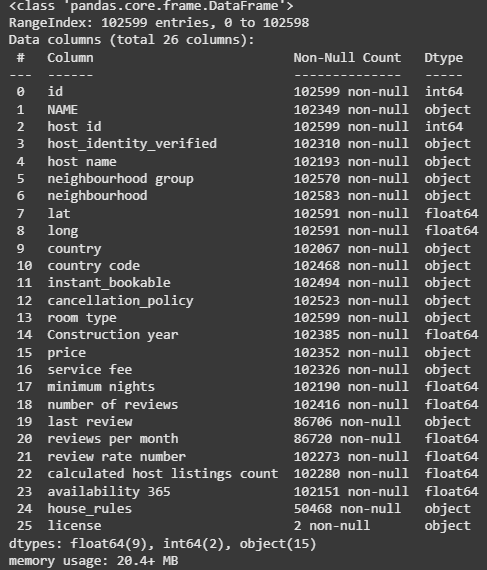 <class 'pandas.core.frame.DataFrame'>
RangeIndex: 102599 entries, 0 to 102598
Data columns (total 26 columns):
 #   Column                          Non-Null Count   Dtype
---  ------                          --------------   -----
 0   id                              102599 non-null  int64
 1   NAME                            102349 non-null  object
 2   host id                         102599 non-null  int64
 3   host_identity_verified          102310 non-null  object
 4   host name                       102193 non-null  object
 5   neighbourhood group             102570 non-null  object
 6   neighbourhood                   102583 non-null  object
 7   lat                             102591 non-null  float64
 8   long                            102591 non-null  float64
 9   country                         102067 non-null  object
 10  country code                    102468 non-null  object
 11  instant_bookable                102494 non-null  object
 12  cancellation_policy             102523 non-null  object
 13  room type                       102599 non-null  object
 14  Construction year               102385 non-null  float64
 15  price                           102352 non-null  object
 16  service fee                     102326 non-null  object
 17  minimum nights                  102190 non-null  float64
 18  number of reviews               102416 non-null  float64
 19  last review                     86706 non-null   object
 20  reviews per month               86720 non-null   float64
 21  review rate number              102273 non-null  float64
 22  calculated host listings count  102280 non-null  float64
 23  availability 365                102151 non-null  float64
 24  house_rules                     50468 non-null   object
 25  license                         2 non-null       object
dtypes: float64(9), int64(2), object(15)
memory usage: 20.4+ MB